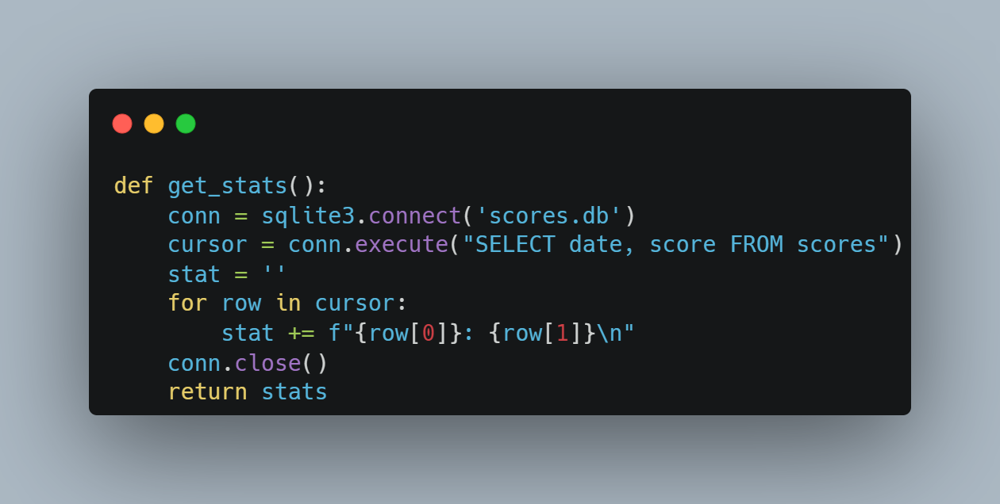 def get_stats():
    conn = sqlite3.connect('scores.db')
    cursor = conn.execute("SELECT date, score FROM scores")
    stat = ''
    for row in cursor:
        stat += f"{row[0]}: {row[1]}\n"
    conn.close()
    return stats